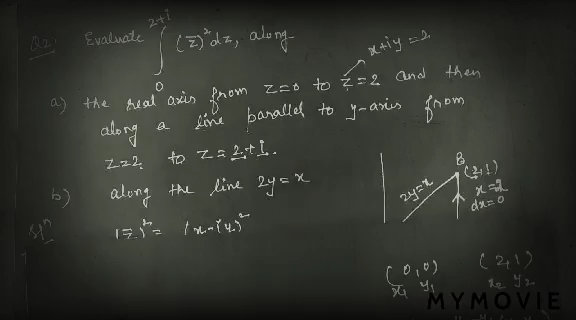 Q2. Evaluate ∫₀^{2+i} (z̄)² dz, along
x+iy = 2
a) the real axis from z=0 to z=2 and then
along a line parallel to y-axis from
z=2 to z=2+i.
b) along the line 2y=x
Solⁿ (z̄)² = (x-iy)²
B
(2,1)
2y=x
x=2
dx=0
(0,0) (2,1)
x₁ y₁ x₂ y₂
MYMOVIE